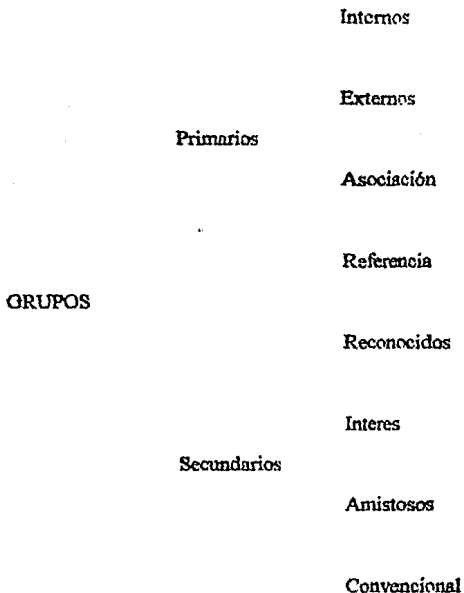 Internos
Externos
Primarios
Asociación
Referencia
GRUPOS
Reconocidos
Interes
Secundarios
Amistosos
Convencional